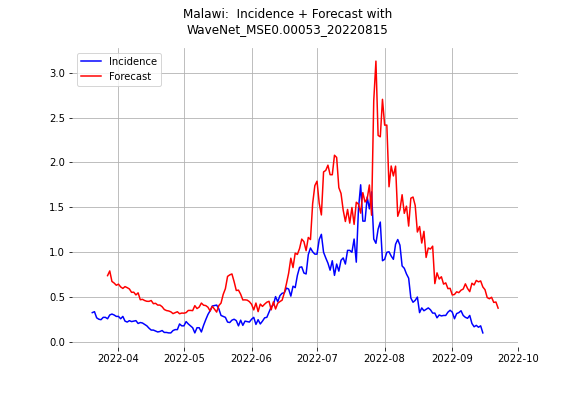 Malawi:  Incidence + Forecast with
WaveNet_MSE0.00053_20220815
Incidence
Forecast
3.0
2.5
2.0
1.5
1.0
0.5
0.0
2022-04 2022-05 2022-06 2022-07 2022-08 2022-09 2022-10